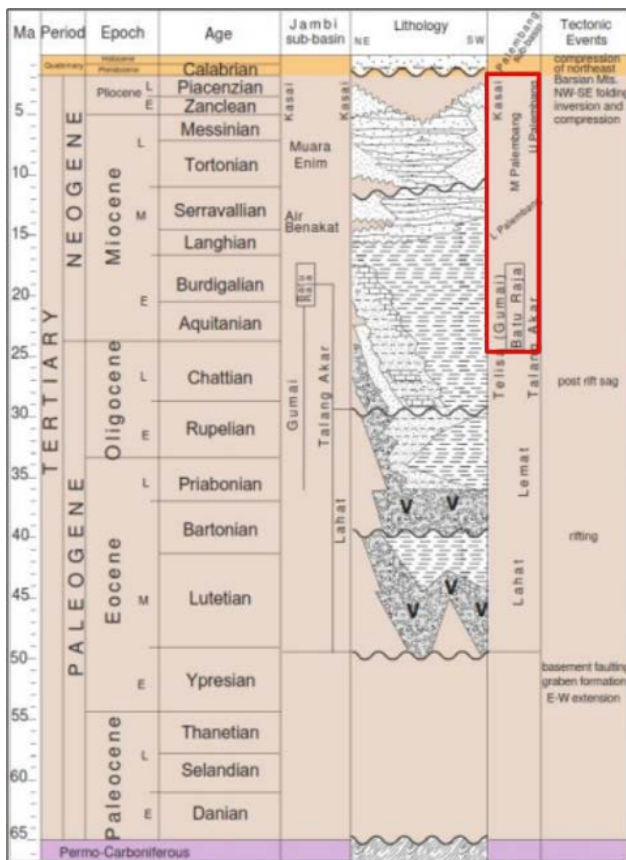 Ma Period Epoch Age Jambi sub-basin Lithology Palembang sub-basin Tectonic Events
NE SW
Quaternary Holocene
Pleistocene
Calabrian
compression of northeast
Barsian Mts.
NW-SE folding
inversion and
compression
TERTIARY
NEOGENE
PALEOGENE
Pliocene L Piacenzian
E Zanclean
Miocene
L Messinian
Tortonian
M Serravallian
Langhian
E Burdigalian
Aquitanian
Oligocene
L Chattian
E Rupelian
Eocene
L Priabonian
Bartonian
M Lutetian
E Ypresian
Paleocene
Thanetian
L
Selandian
E Danian
Permo-Carboniferous
5
10
15
20
25
30
35
40
45
50
55
60
65
Kasai
Kasai
Muara
Enim
Air
Benakat
Gumai
Talang Akar
Lahat
V V
V
V V
Kasai
M Palembang
U Palembang
L Palembang
Telisa (Gumai)
Batu Raja
Talang Akar
Lemat
Lahat
post rift sag
rifting
basement faulting
graben formation
E-W extension